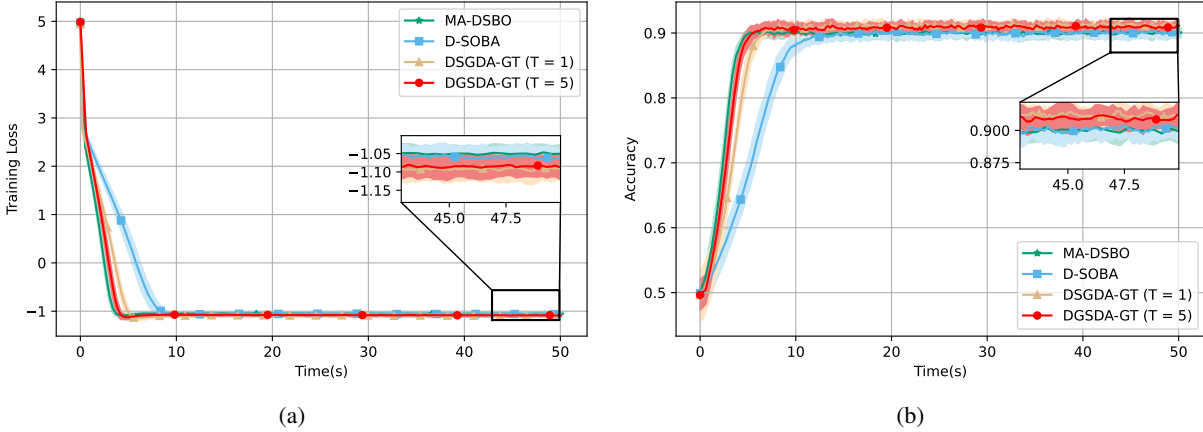 5
4
3
2
1
0
−1
Training Loss
MA-DSBO
D-SOBA
DSGDA-GT (T = 1)
DGSDA-GT (T = 5)
−1.05
−1.10
−1.15
45.0 47.5
0 10 20 30 40 50
Time(s)
(a)
0.9
0.8
0.7
0.6
0.5
Accuracy
0.900
0.875
45.0 47.5
MA-DSBO
D-SOBA
DSGDA-GT (T = 1)
DGSDA-GT (T = 5)
0 10 20 30 40 50
Time(s)
(b)